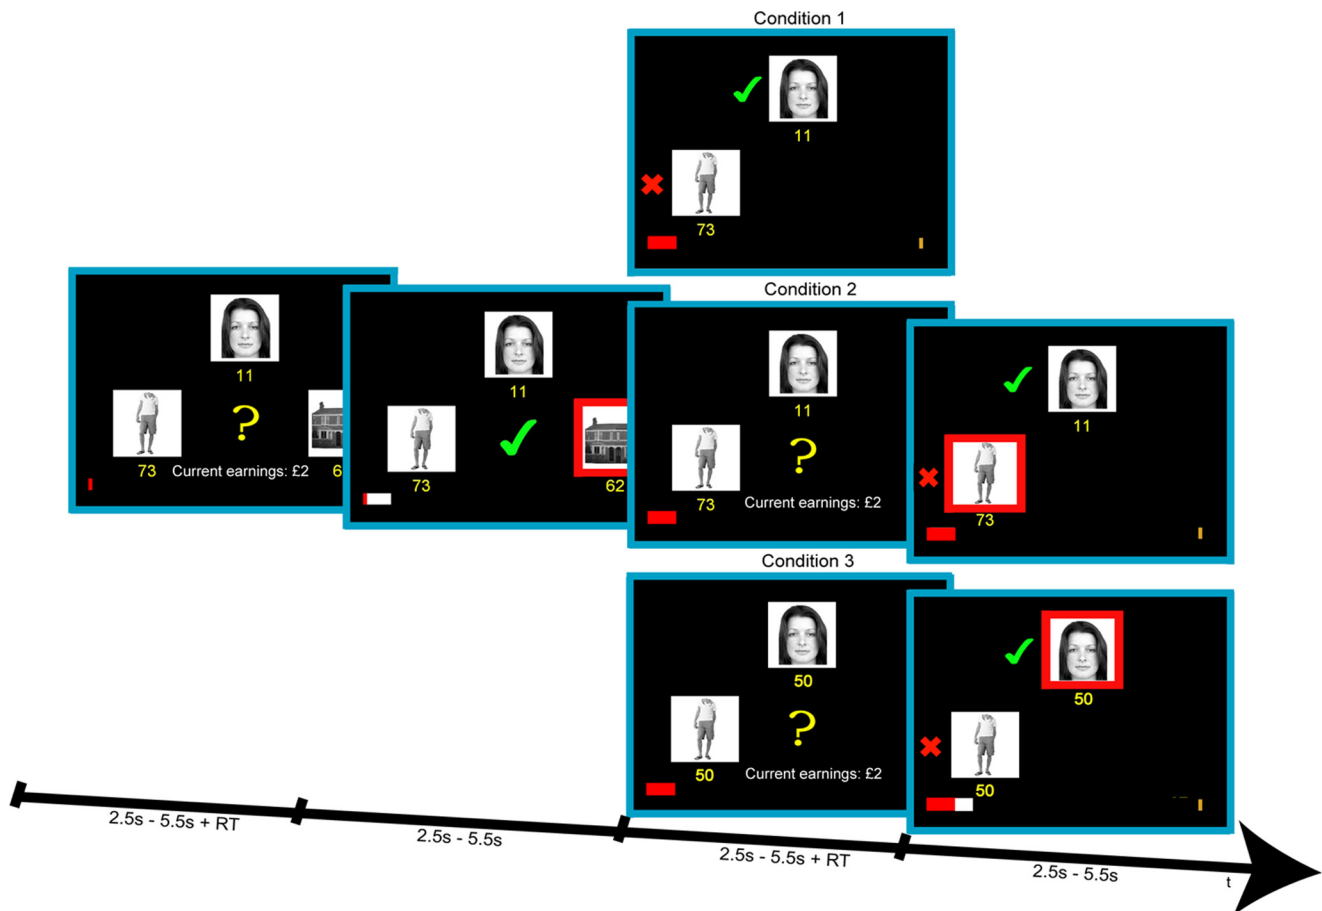 Condition 1
11
73
Condition 2
11
?
73 Current earnings: £2 6
11
73
62
11
?
73 Current earnings: £2
11
73
Condition 3
50
?
50 Current earnings: £2
50
50
2.5s - 5.5s + RT
2.5s - 5.5s
2.5s - 5.5s + RT
2.5s - 5.5s
t